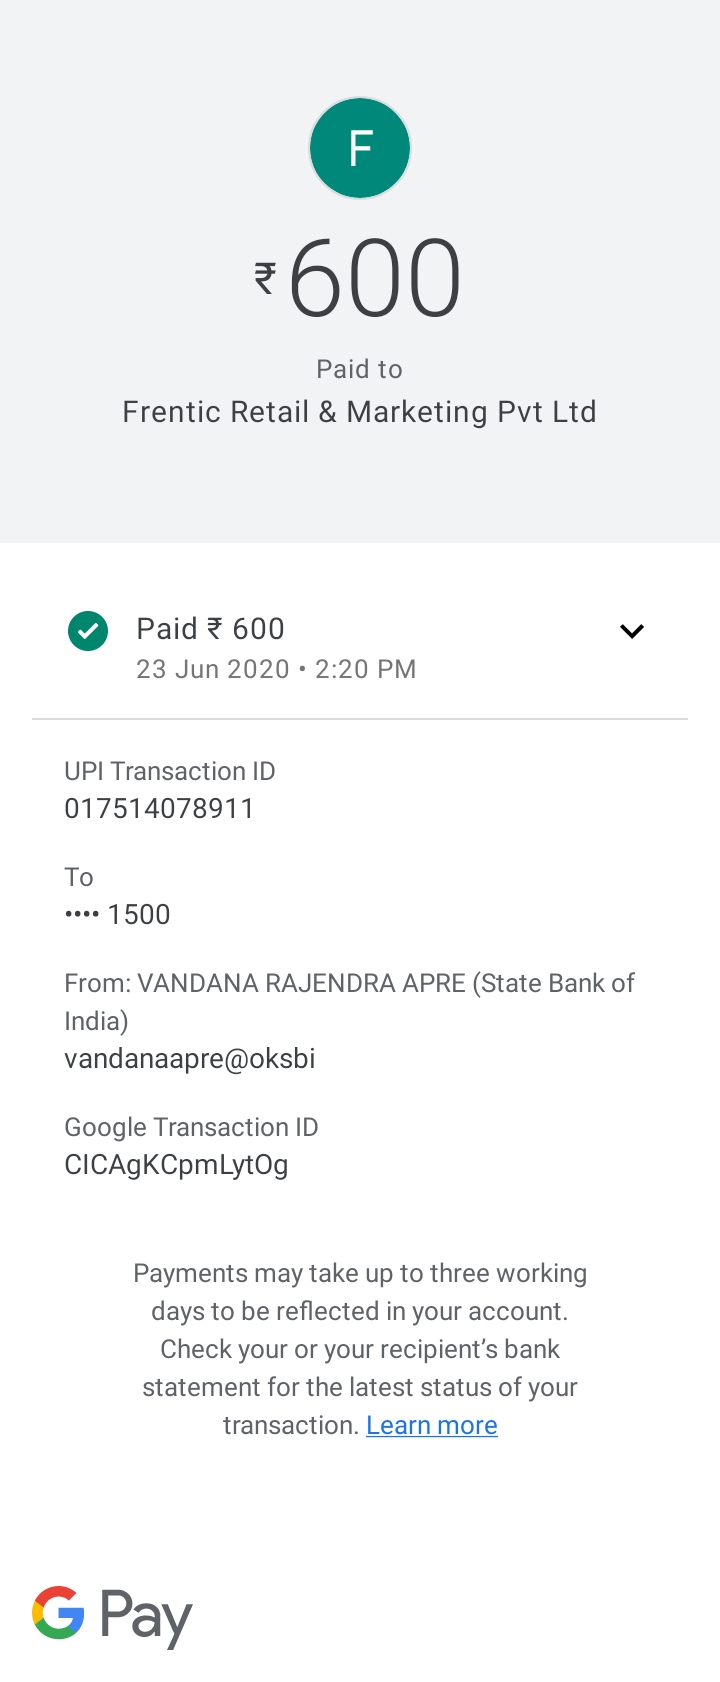 F
₹600
Paid to
Frentic Retail & Marketing Pvt Ltd
Paid ₹ 600
23 Jun 2020 • 2:20 PM
UPI Transaction ID
017514078911
To
•••• 1500
From: VANDANA RAJENDRA APRE (State Bank of
India)
vandanaapre@oksbi
Google Transaction ID
CICAgKCpmLytOg
Payments may take up to three working
days to be reflected in your account.
Check your or your recipient’s bank
statement for the latest status of your
transaction. Learn more
G Pay